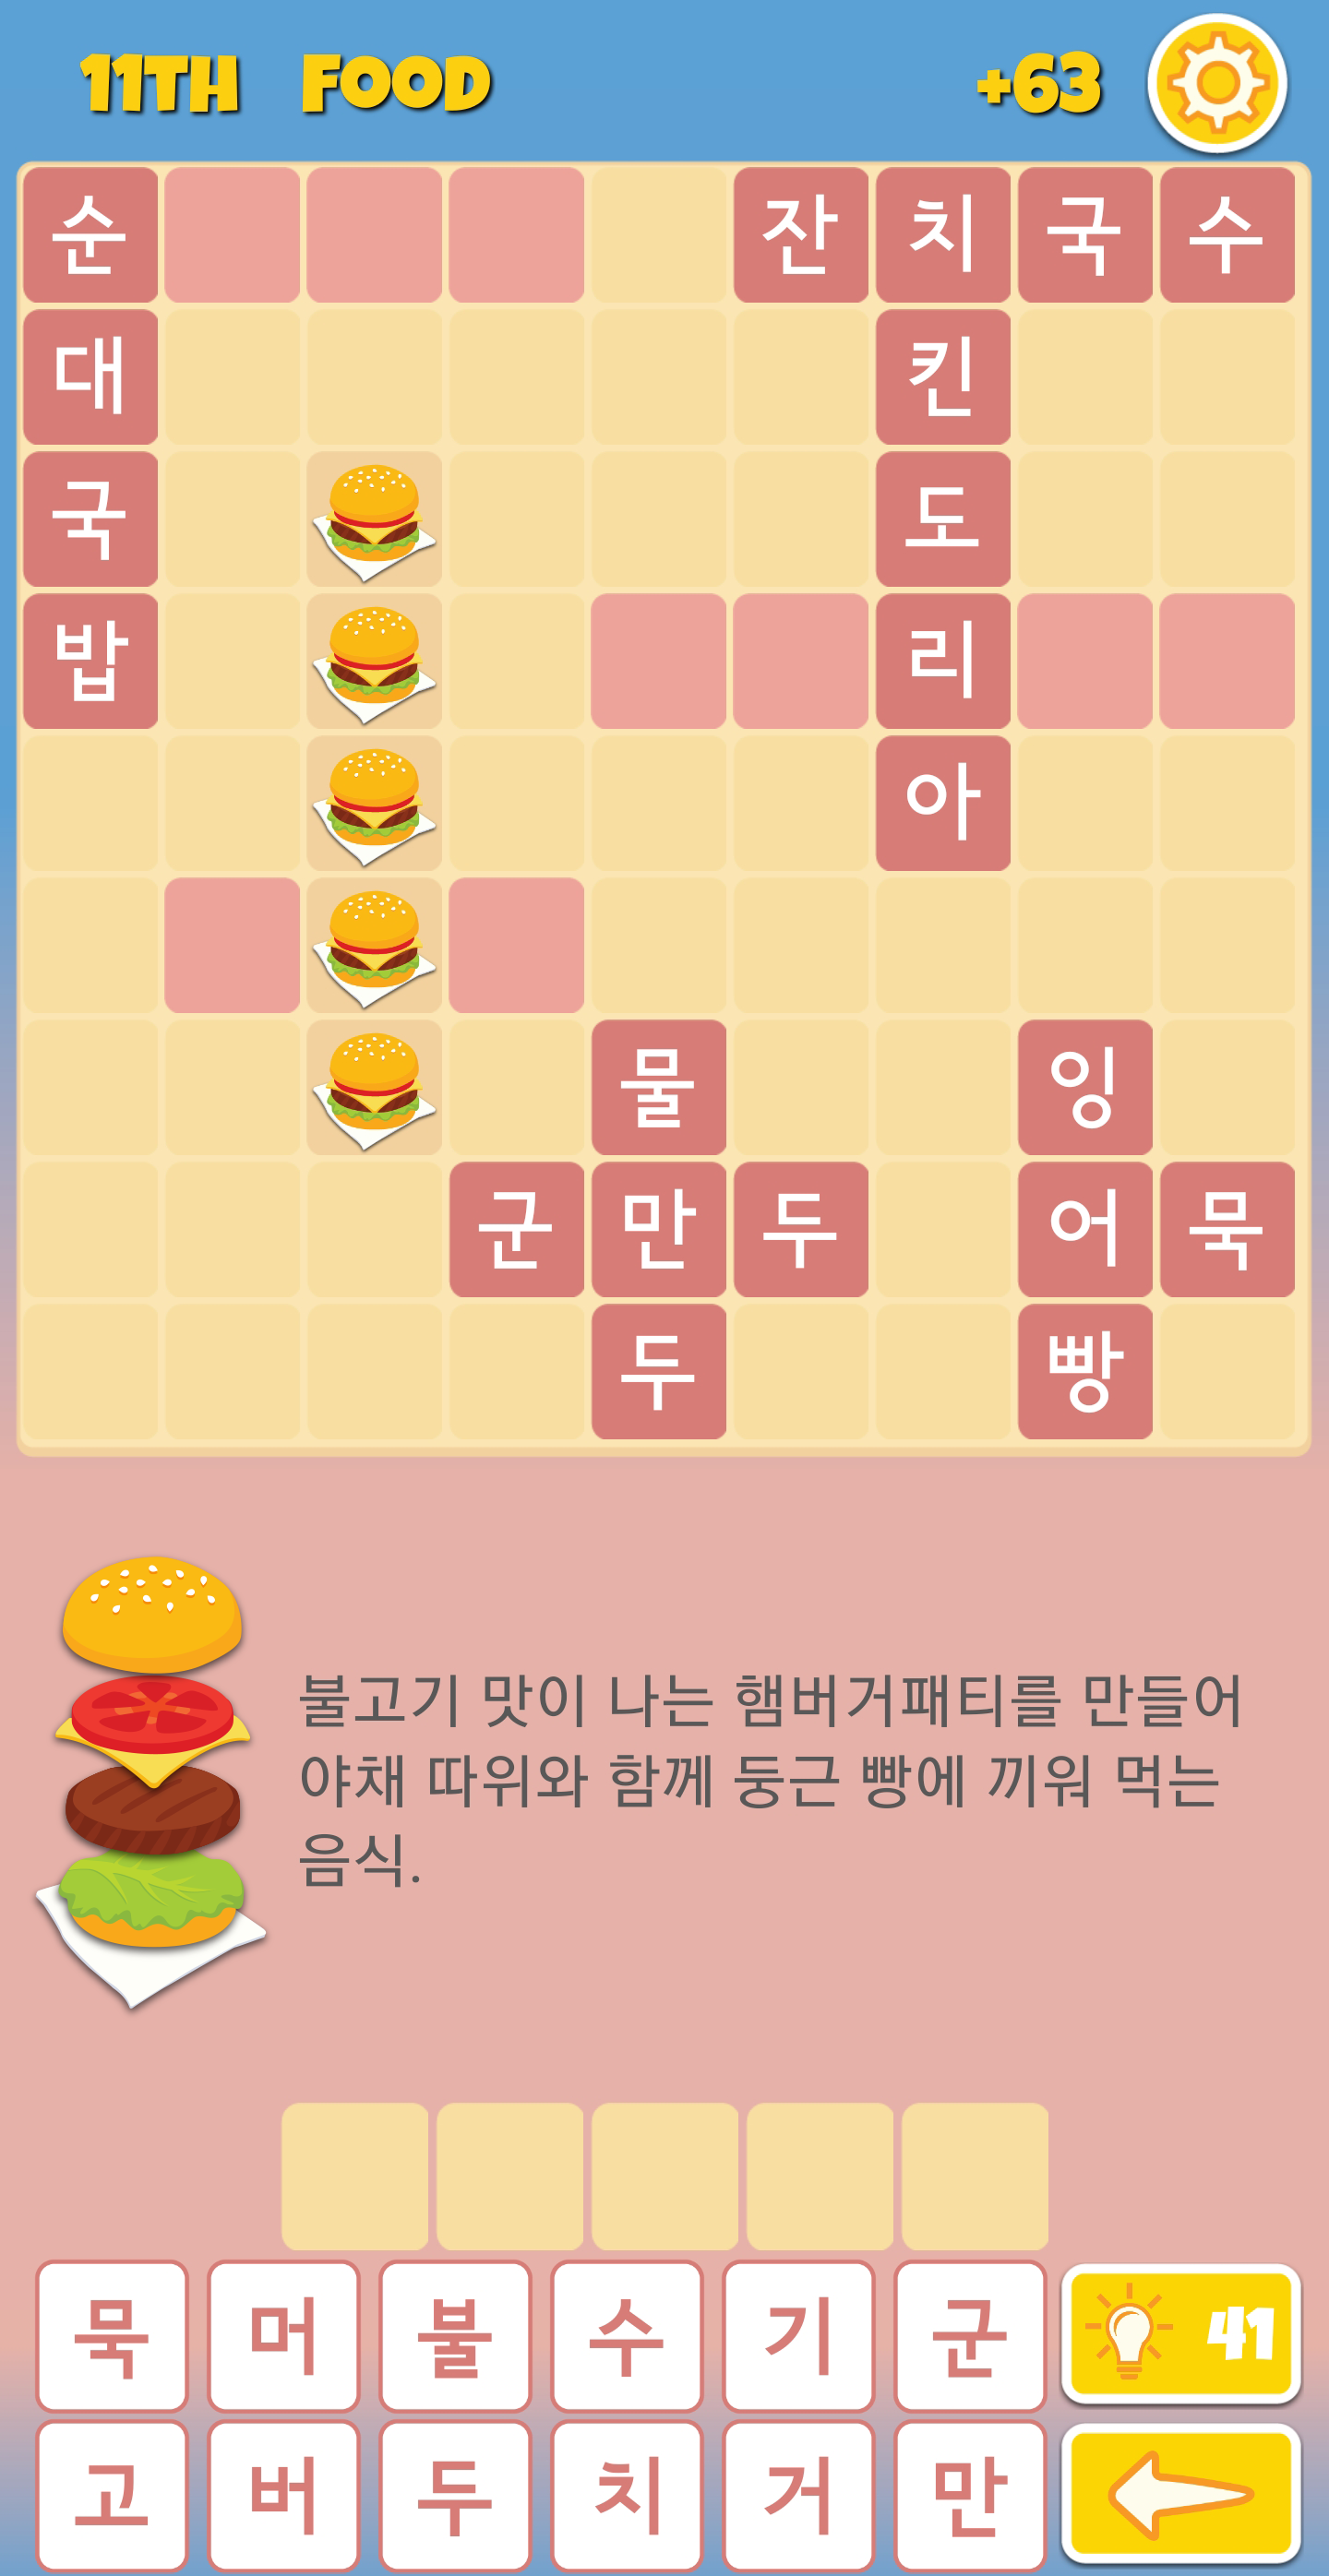 11TH FOOD +63
순 잔 치 국 수
대 킨
국 도
밥 리
아
물 잉
군 만 두 어 묵
두 빵
불고기 맛이 나는 햄버거패티를 만들어
야채 따위와 함께 둥근 빵에 끼워 먹는
음식.
묵 머 불 수 기 군 41
고 버 두 치 거 만